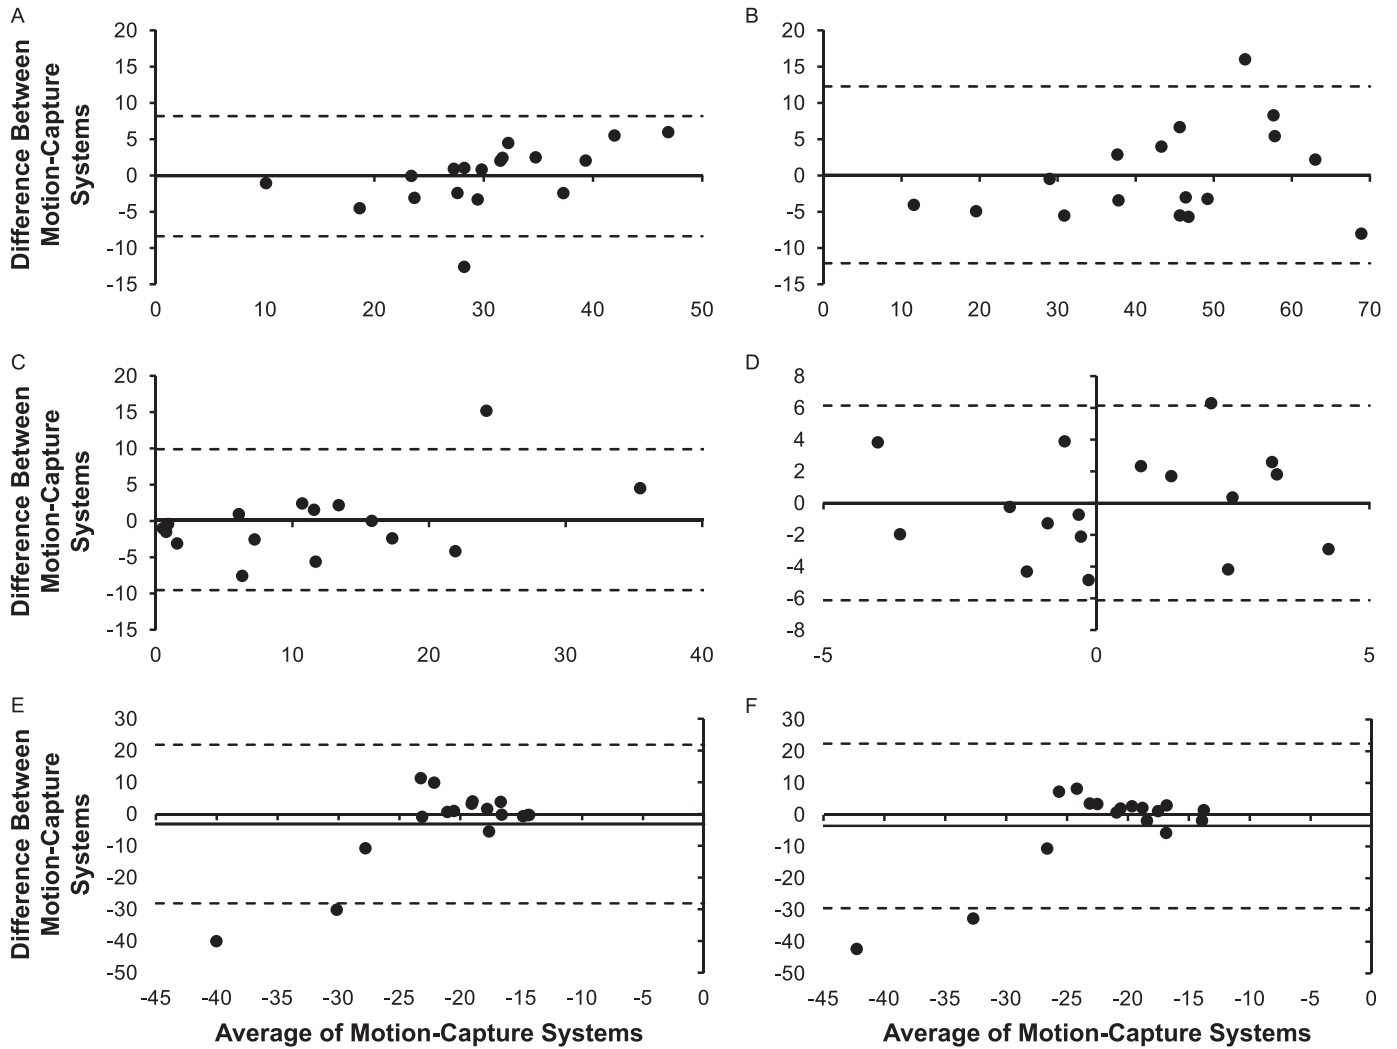 A
Difference Between
Motion-Capture
Systems
20
15
10
5
0
-5
-10
-15
0 10 20 30 40 50
B
20
15
10
5
0
-5
-10
-15
0 10 20 30 40 50 60 70
C
Difference Between
Motion-Capture
Systems
20
15
10
5
0
-5
-10
-15
0 10 20 30 40
D
8
6
4
2
0
-2
-4
-6
-8
-5 0 5
E
Difference Between
Motion-Capture
Systems
30
20
10
0
-10
-20
-30
-40
-50
-45 -40 -35 -30 -25 -20 -15 -10 -5 0
Average of Motion-Capture Systems
F
30
20
10
0
-10
-20
-30
-40
-50
-45 -40 -35 -30 -25 -20 -15 -10 -5 0
Average of Motion-Capture Systems